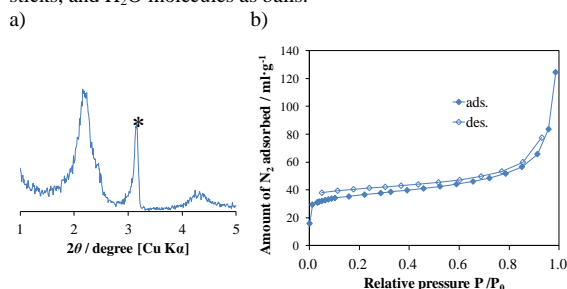 sticks, and H₂O molecules as balls.
a)
b)
*
1
2
3
4
5
2θ / degree [Cu Kα]
Amount of N₂ adsorbed / ml·g⁻¹
140
120
100
80
60
40
20
0
ads.
des.
0.0
0.2
0.4
0.6
0.8
1.0
Relative pressure P /P₀